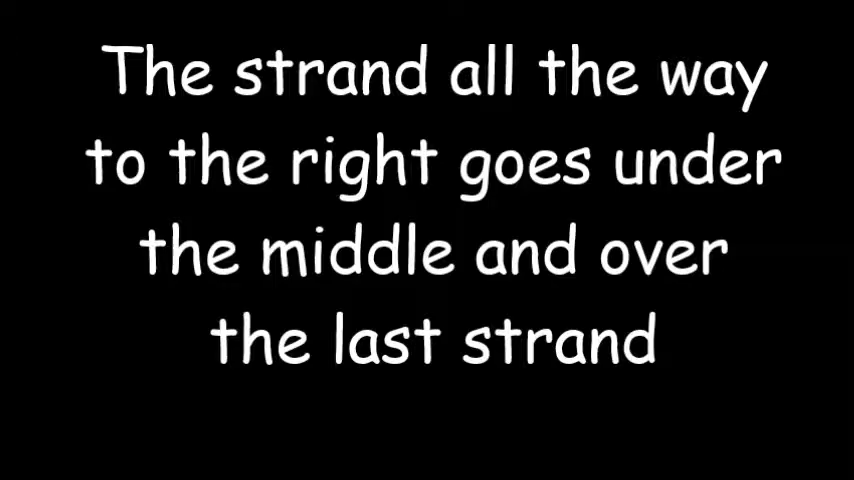 The strand all the way
to the right goes under
the middle and over
the last strand